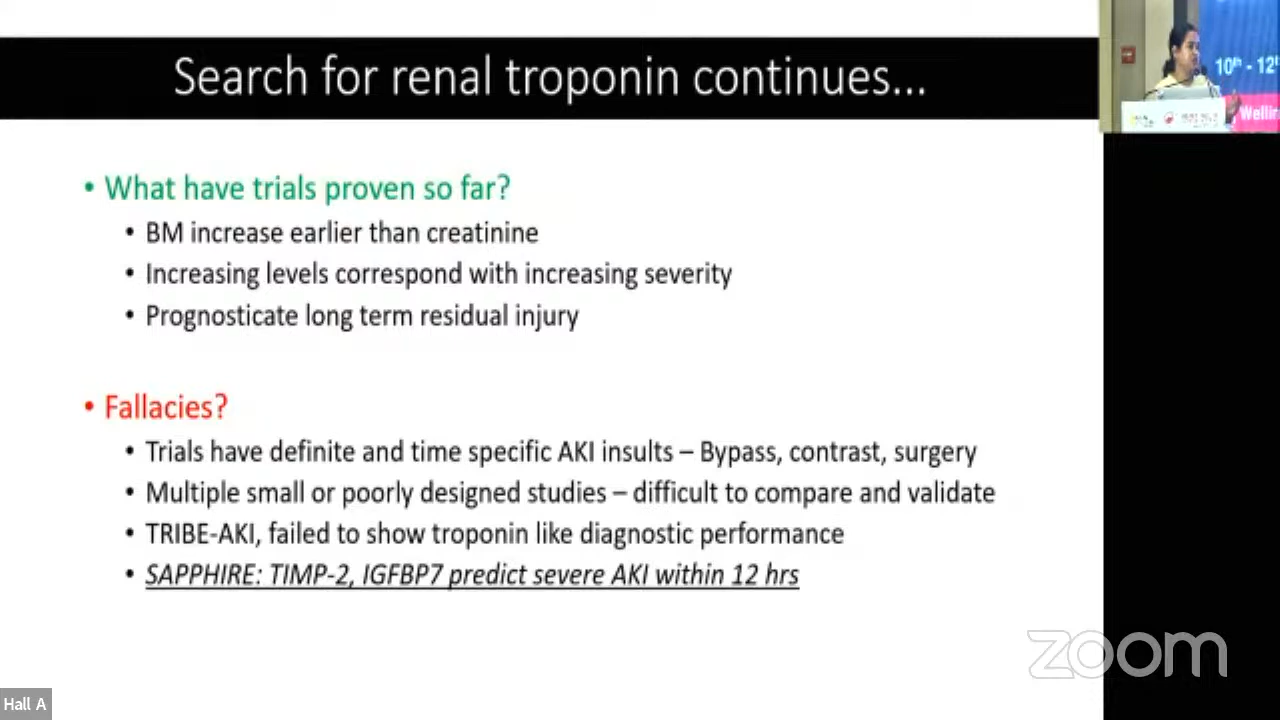 Search for renal troponin continues...
10th - 12t
Wellin
• What have trials proven so far?
• BM increase earlier than creatinine
• Increasing levels correspond with increasing severity
• Prognosticate long term residual injury
• Fallacies?
• Trials have definite and time specific AKI insults – Bypass, contrast, surgery
• Multiple small or poorly designed studies – difficult to compare and validate
• TRIBE-AKI, failed to show troponin like diagnostic performance
• SAPPHIRE: TIMP-2, IGFBP7 predict severe AKI within 12 hrs
zoom
Hall A